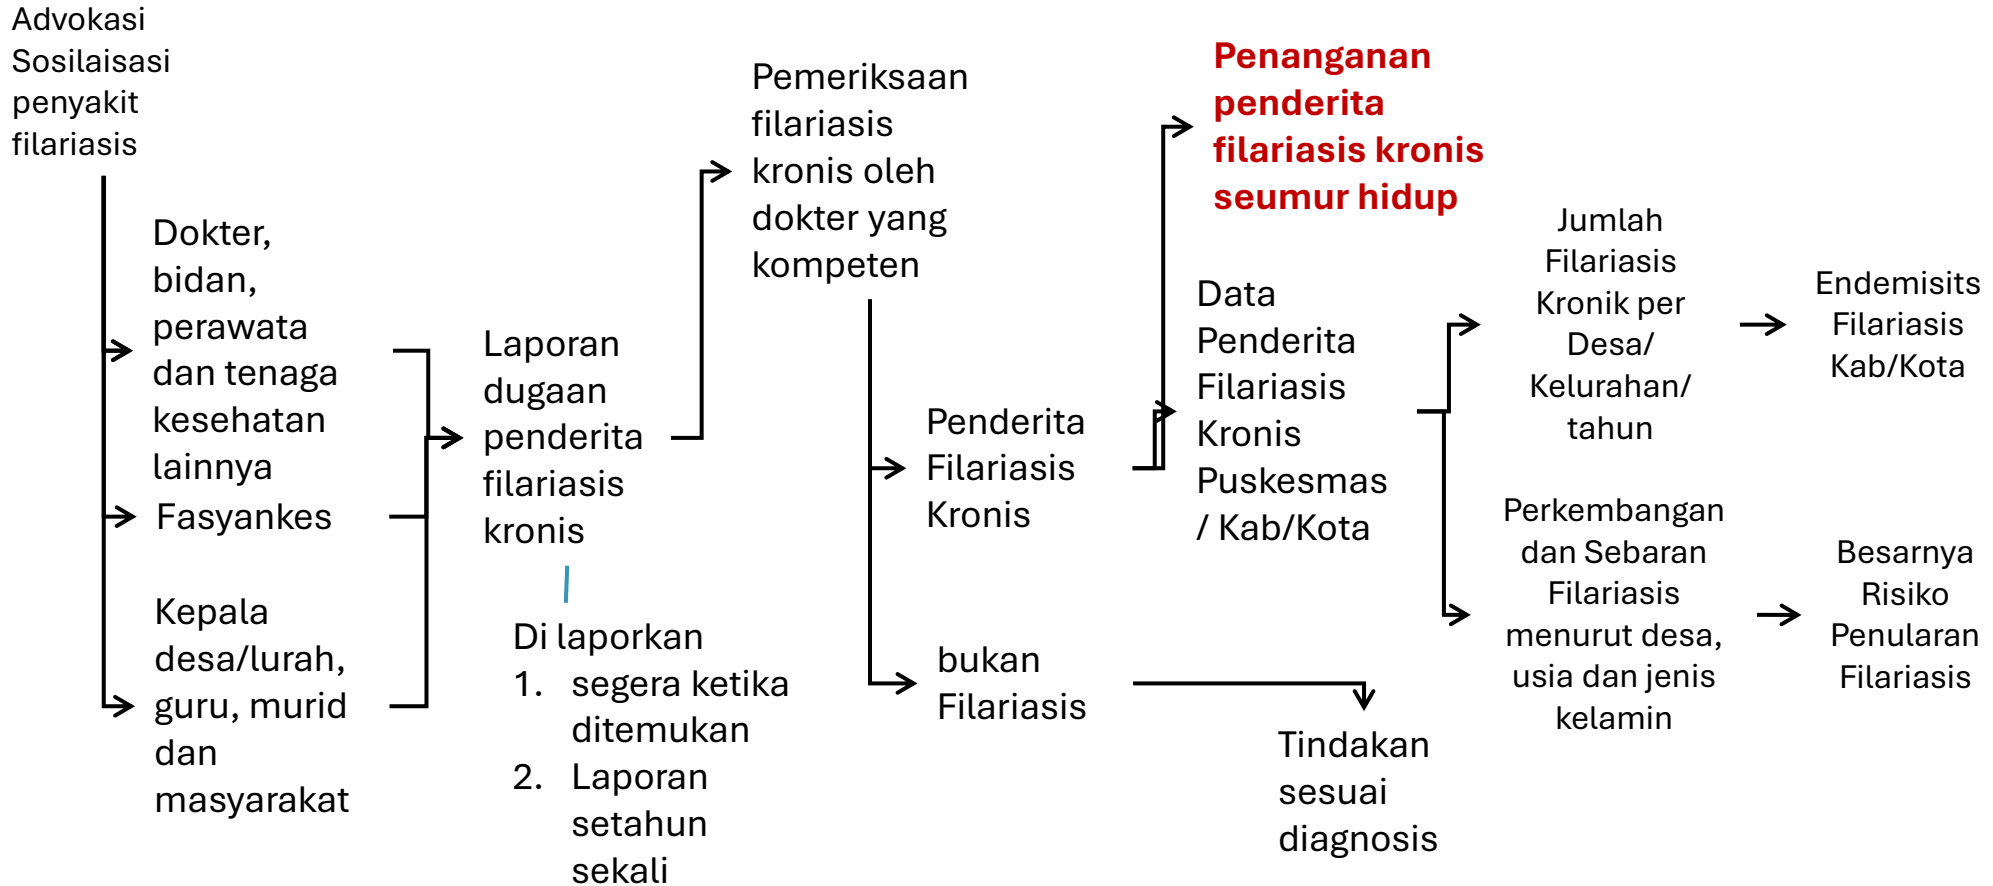 Advokasi
Sosilaisasi
penyakit
filariasis
Dokter,
bidan,
perawata
dan tenaga
kesehatan
lainnya
Fasyankes
Kepala
desa/lurah,
guru, murid
dan
masyarakat
Laporan
dugaan
penderita
filariasis
kronis
Di laporkan
1. segera ketika
ditemukan
2. Laporan
setahun
sekali
Pemeriksaan
filariasis
kronis oleh
dokter yang
kompeten
Penderita
Filariasis
Kronis
bukan
Filariasis
Penanganan
penderita
filariasis kronis
seumur hidup
Data
Penderita
Filariasis
Kronis
Puskesmas
/ Kab/Kota
Tindakan
sesuai
diagnosis
Jumlah
Filariasis
Kronik per
Desa/
Kelurahan/
tahun
Endemisits
Filariasis
Kab/Kota
Perkembangan
dan Sebaran
Filariasis
menurut desa,
usia dan jenis
kelamin
Besarnya
Risiko
Penularan
Filariasis